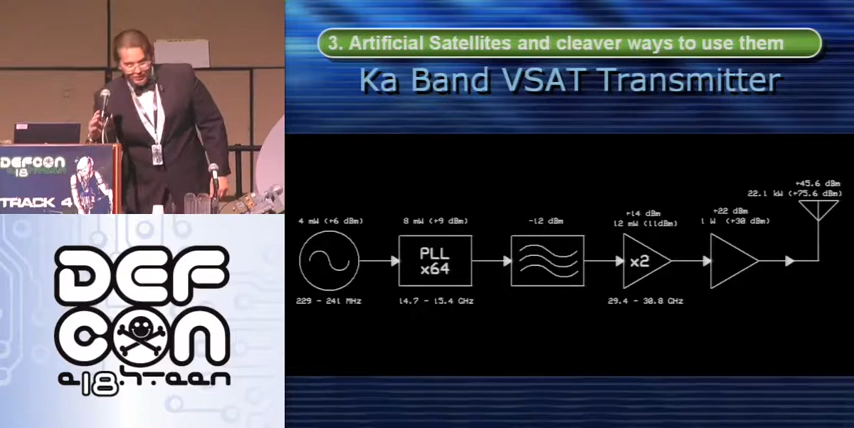 DEFCON
18
TRACK 4
DEF
CON
e18hteen
3. Artificial Satellites and cleaver ways to use them
Ka Band VSAT Transmitter
+45.6 dBm
22.1 kW (+75.6 dBm)
4 mW (+6 dBm)
8 mW (+9 dBm)
-12 dBm
+14 dBm
12 mW (11dBm)
+22 dBm
1 W (+30 dBm)
PLL
x64
x2
229 - 241 MHz
14.7 - 15.4 GHz
29.4 - 30.8 GHz